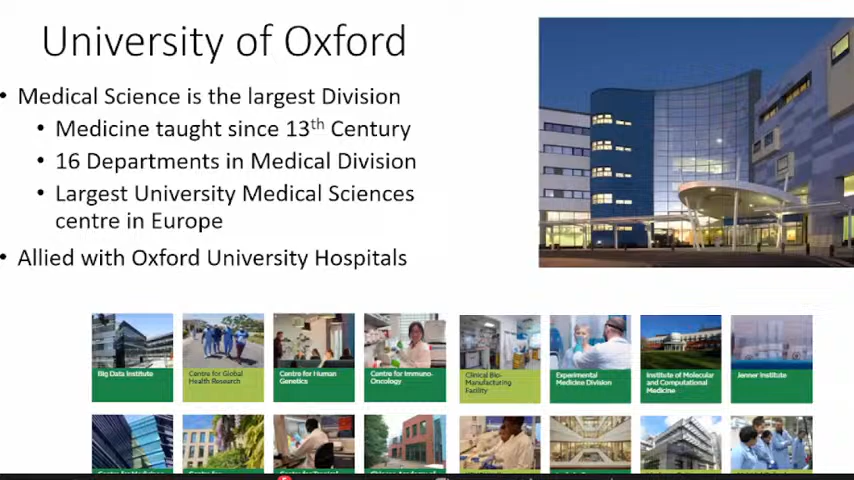 University of Oxford
• Medical Science is the largest Division
• Medicine taught since 13th Century
• 16 Departments in Medical Division
• Largest University Medical Sciences
centre in Europe
• Allied with Oxford University Hospitals
Big Data Institute
Centre for Global
Health Research
Centre for Human
Genetics
Centre for Immuno-
Oncology
Clinical Bio-
Manufacturing
Facility
Experimental
Medicine Division
Institute of Molecular
and Computational
Medicine
Jenner Institute